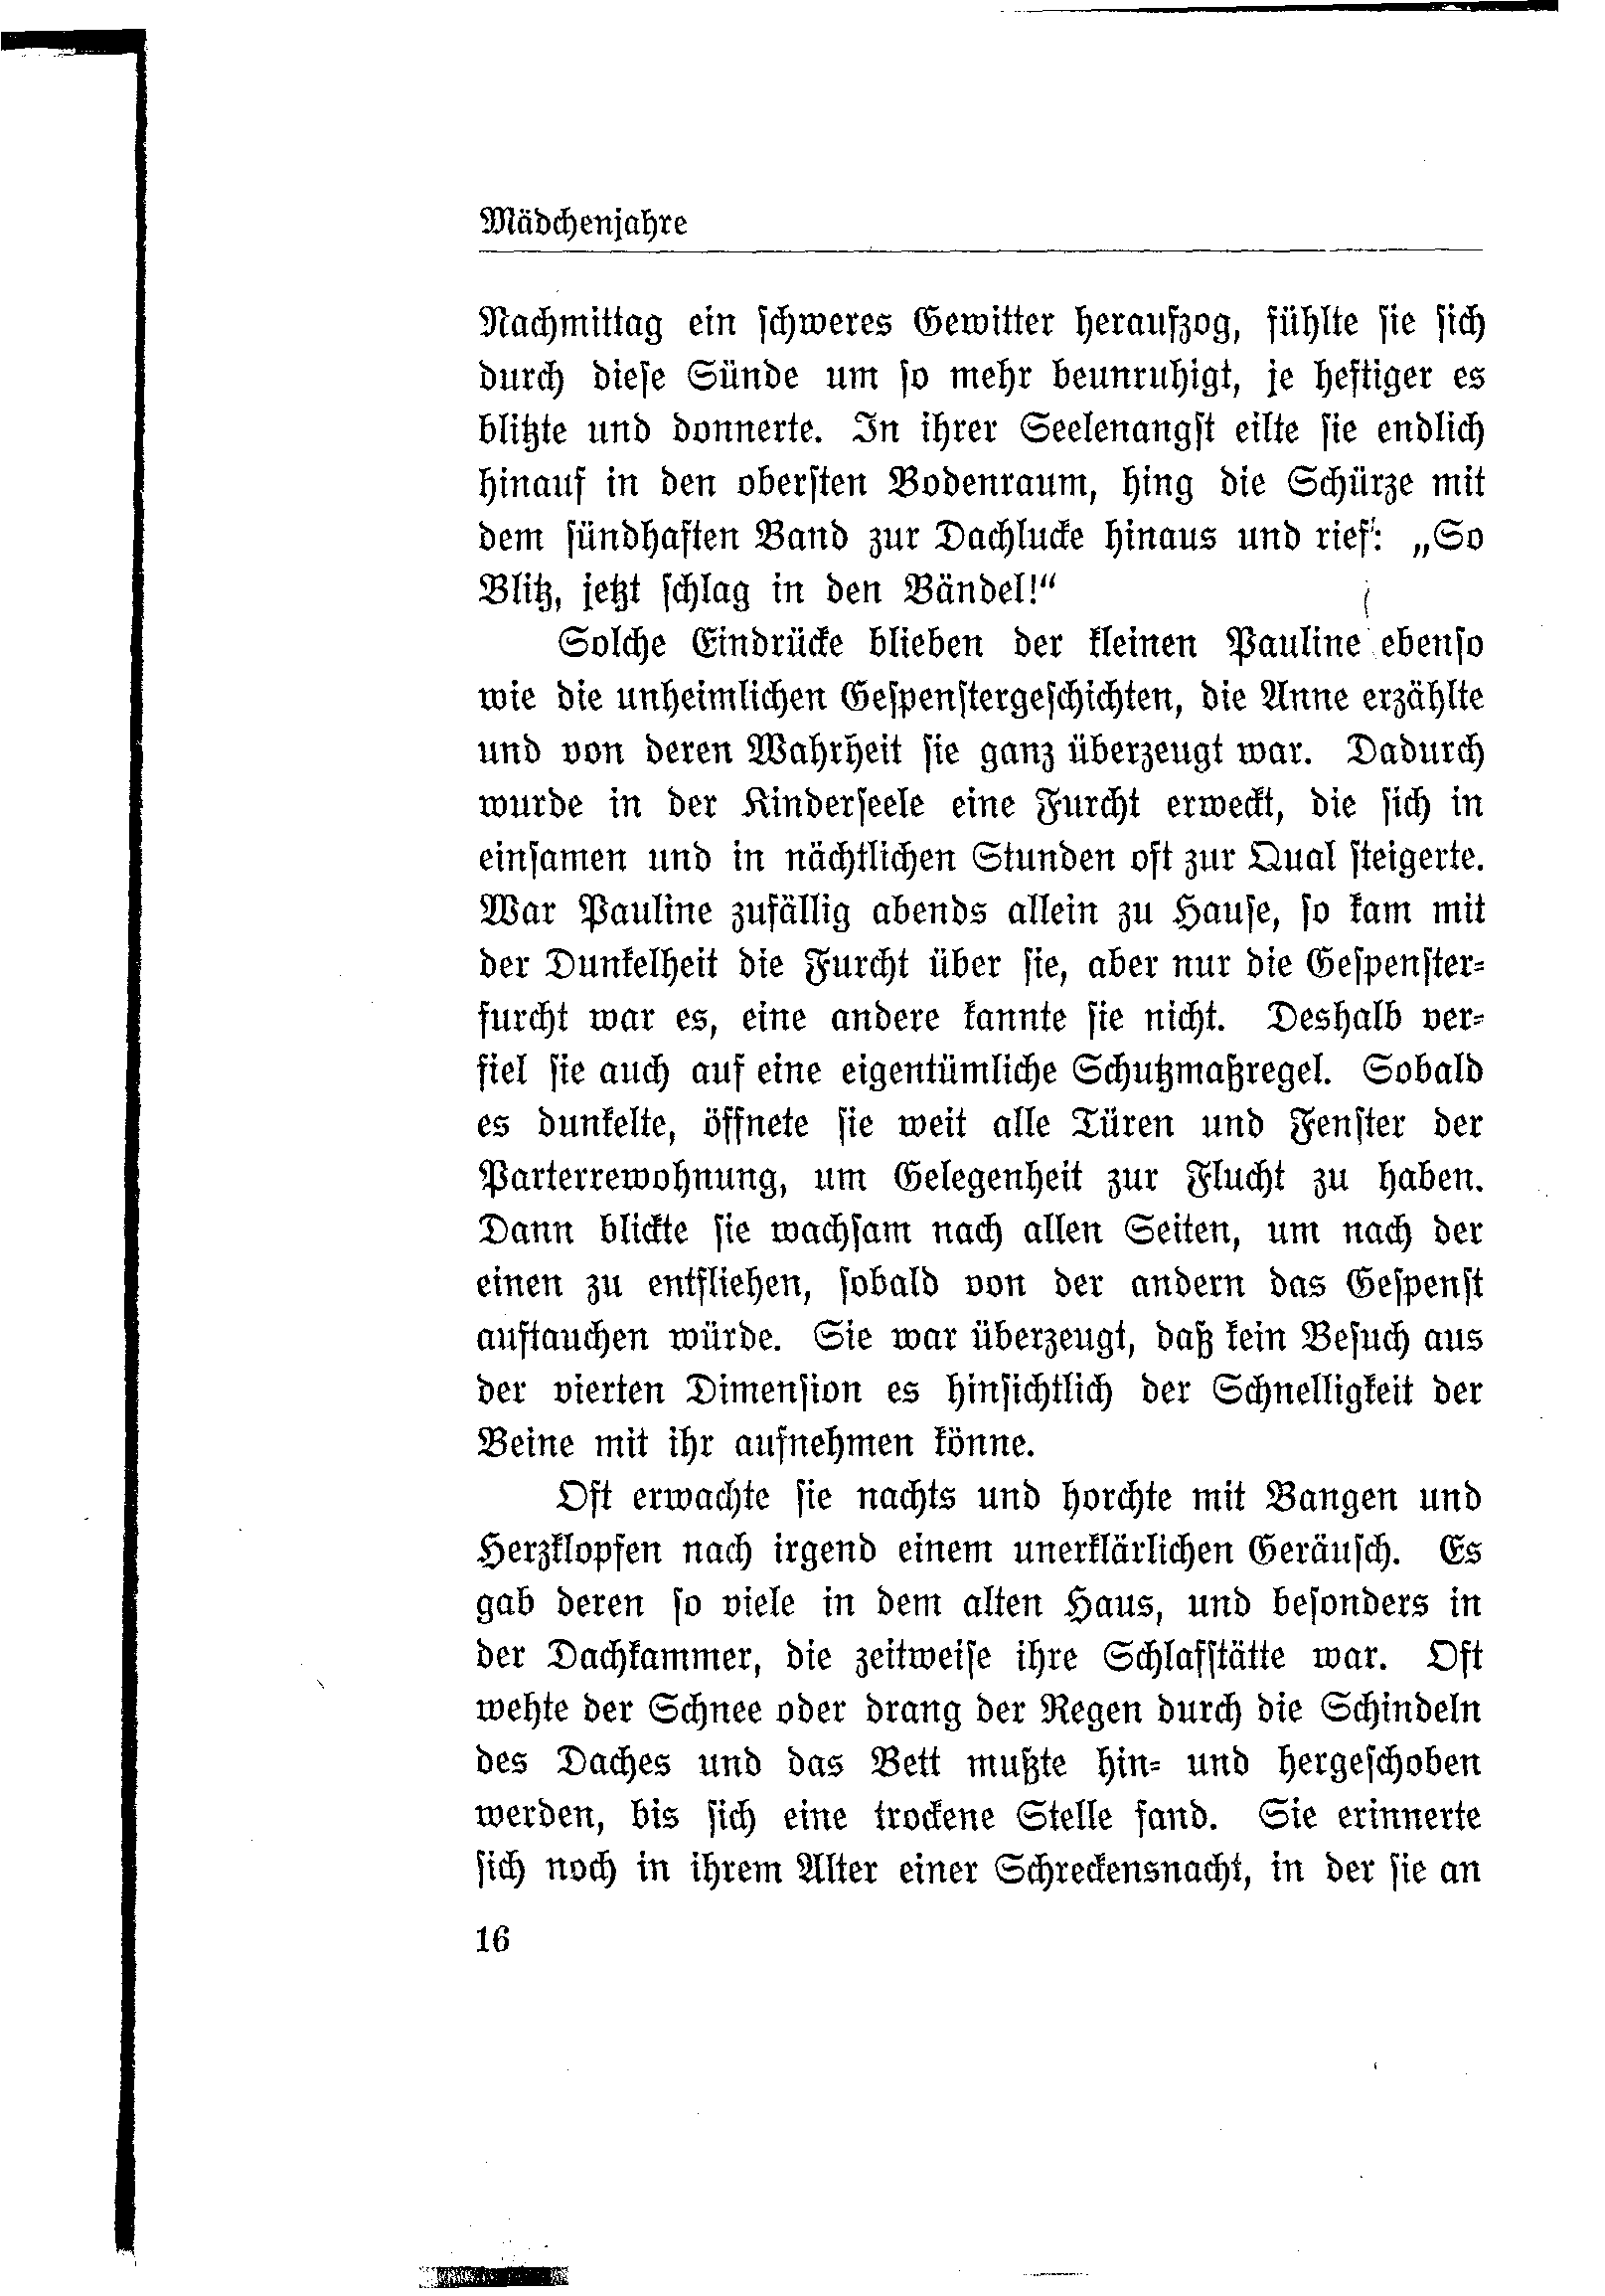 Mädchenjahre
Nachmittag ein schweres Gewitter heraufzog, fühlte sie sich
durch diese Sünde um so mehr beunruhigt, je heftiger es
blitzte und donnerte. In ihrer Seelenangst eilte sie endlich
hinauf in den obersten Bodenraum, hing die Schürze mit
dem sündhaften Band zur Dachlucke hinaus und rief: „So
Blitz, jetzt schlag in den Bändel!“
Solche Eindrücke blieben der kleinen Pauline ebenso
wie die unheimlichen Gespenstergeschichten, die Anne erzählte
und von deren Wahrheit sie ganz überzeugt war. Dadurch
wurde in der Kinderseele eine Furcht erweckt, die sich in
einsamen und in nächtlichen Stunden oft zur Qual steigerte.
War Pauline zufällig abends allein zu Hause, so kam mit
der Dunkelheit die Furcht über sie, aber nur die Gespenster-
furcht war es, eine andere kannte sie nicht. Deshalb ver-
fiel sie auch auf eine eigentümliche Schutzmaßregel. Sobald
es dunkelte, öffnete sie weit alle Türen und Fenster der
Parterrewohnung, um Gelegenheit zur Flucht zu haben.
Dann blickte sie wachsam nach allen Seiten, um nach der
einen zu entfliehen, sobald von der andern das Gespenst
auftauchen würde. Sie war überzeugt, daß kein Besuch aus
der vierten Dimension es hinsichtlich der Schnelligkeit der
Beine mit ihr aufnehmen könne.
Oft erwachte sie nachts und horchte mit Bangen und
Herzklopfen nach irgend einem unerklärlichen Geräusch. Es
gab deren so viele in dem alten Haus, und besonders in
der Dachkammer, die zeitweise ihre Schlafstätte war. Oft
wehte der Schnee oder drang der Regen durch die Schindeln
des Daches und das Bett mußte hin- und hergeschoben
werden, bis sich eine trockene Stelle fand. Sie erinnerte
sich noch in ihrem Alter einer Schreckensnacht, in der sie an
16